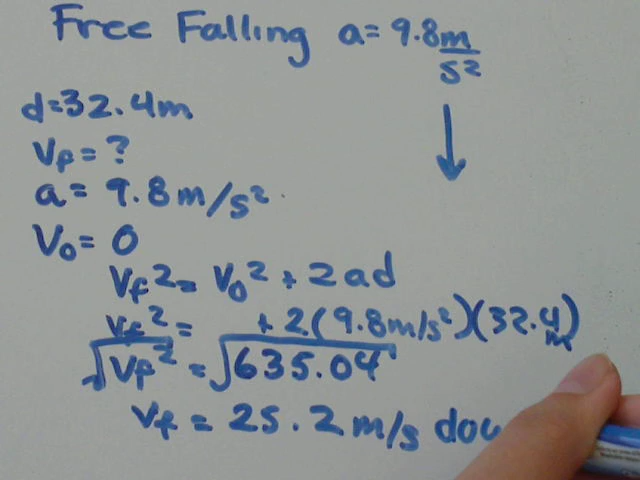 Free Falling a = 9.8 m/s²
d = 32.4m
Vf = ?
a = 9.8 m/s²
V₀ = 0
Vf² = V₀² + 2ad
Vf² = + 2(9.8m/s²)(32.4m)
√Vf² = √635.04
Vf = 25.2 m/s